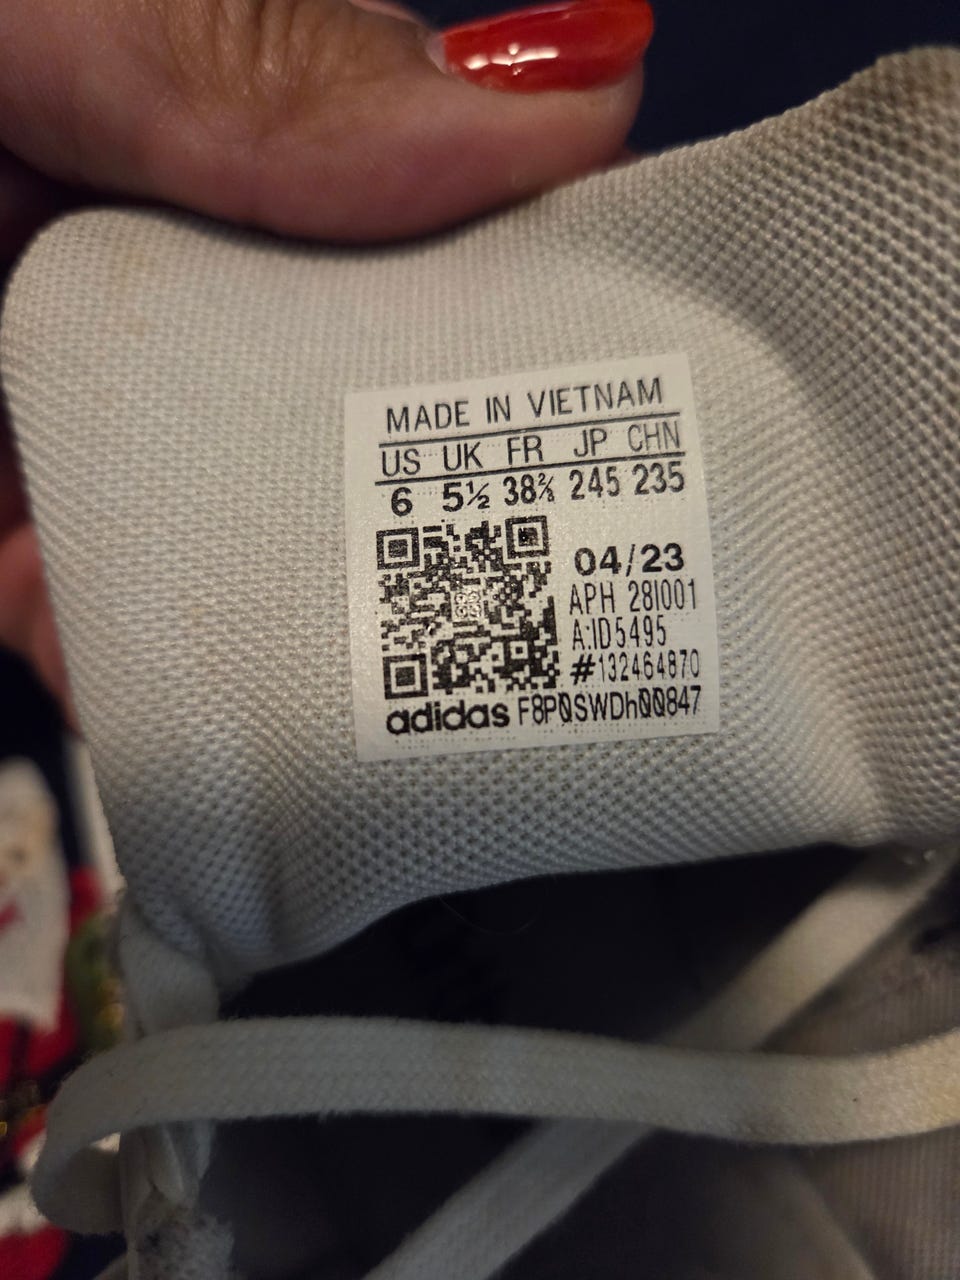 MADE IN VIETNAM
US UK FR JP CHN
6 5½ 38⅔ 245 235
04/23
APH 28I001
A:ID5495
#132464870
adidas F8P0SWDh00847